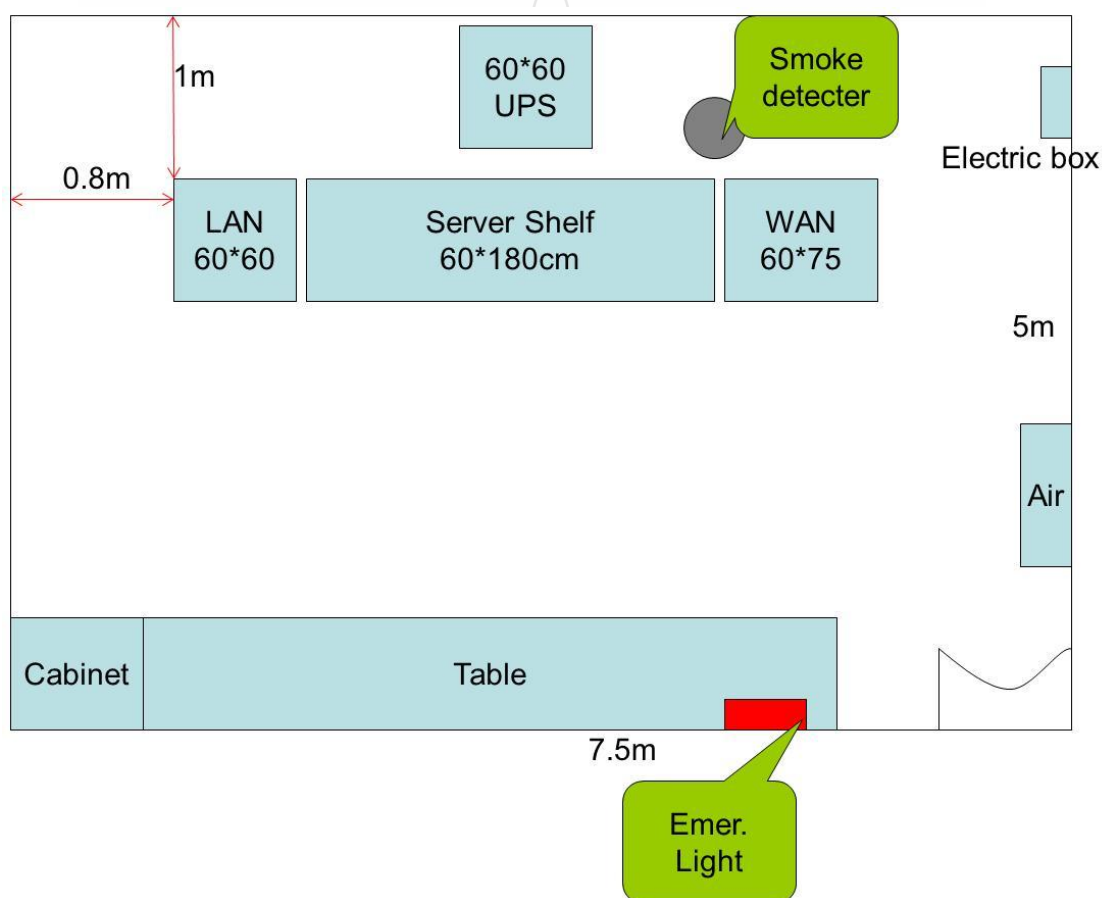 1m
60*60
UPS
Smoke
detecter
Electric box
0.8m
LAN
60*60
Server Shelf
60*180cm
WAN
60*75
5m
Air
Cabinet
Table
7.5m
Emer.
Light